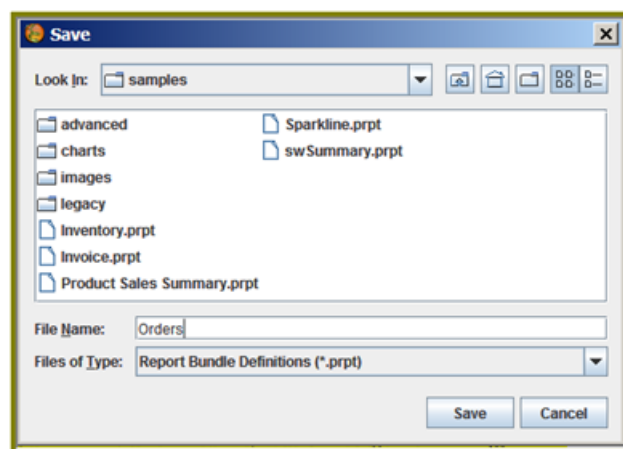 Save
Look In: samples
advanced
charts
images
legacy
Inventory.prpt
Invoice.prpt
Product Sales Summary.prpt
Sparkline.prpt
swSummary.prpt
File Name: Orders
Files of Type: Report Bundle Definitions (*.prpt)
Save Cancel